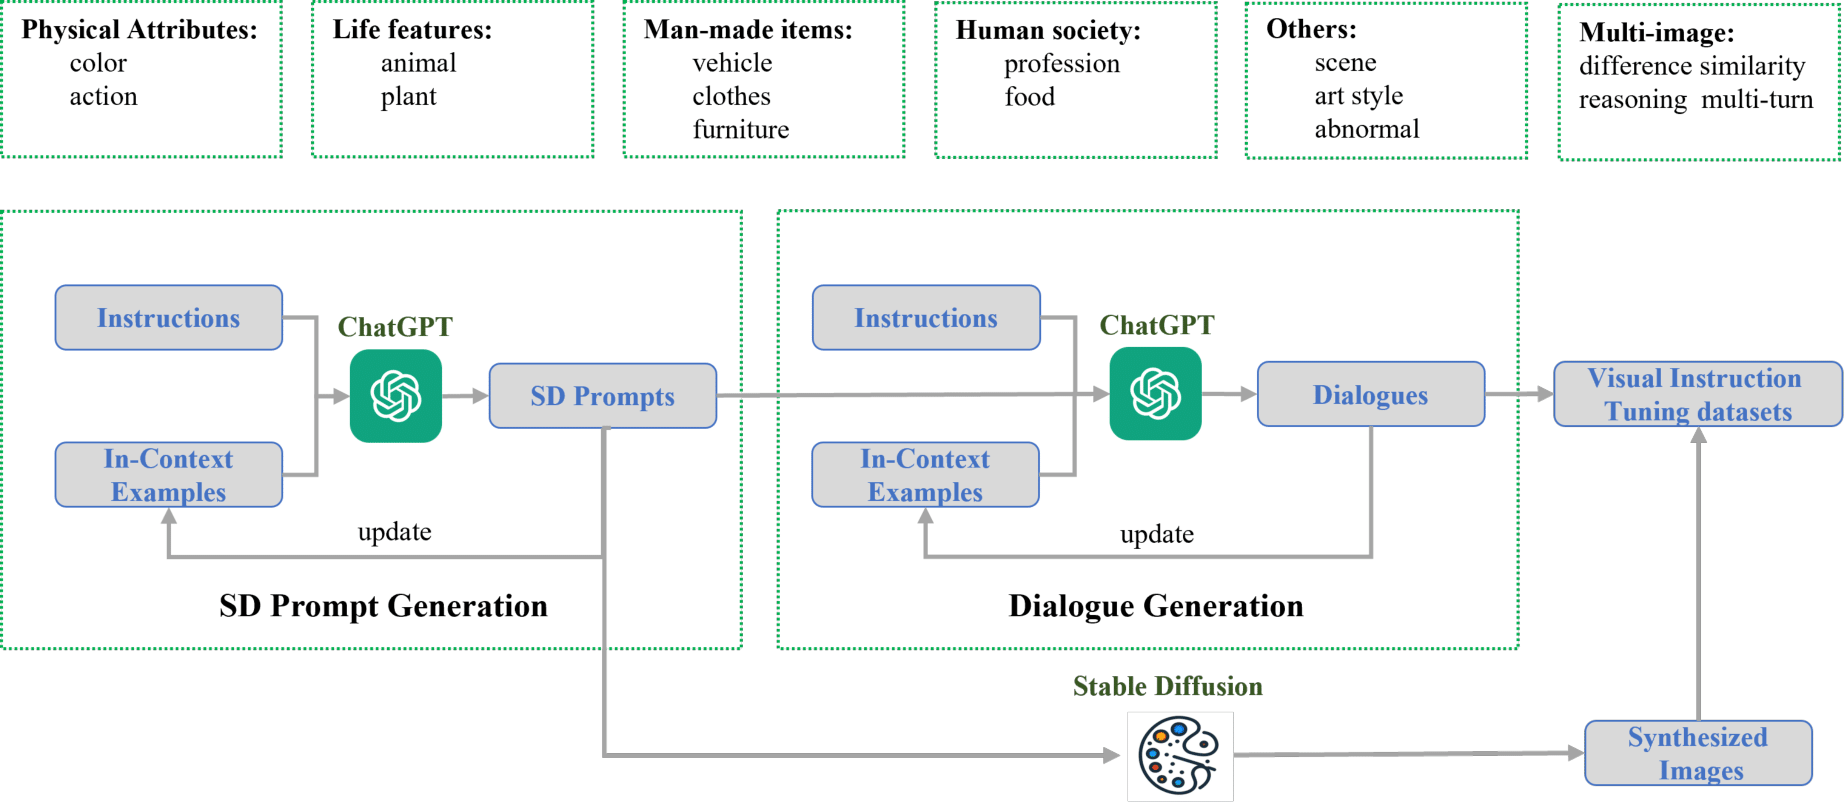 Physical Attributes:
color
action
Life features:
animal
plant
Man-made items:
vehicle
clothes
furniture
Human society:
profession
food
Others:
scene
art style
abnormal
Multi-image:
difference similarity
reasoning multi-turn
Instructions
ChatGPT
SD Prompts
In-Context
Examples
update
SD Prompt Generation
Instructions
ChatGPT
Dialogues
In-Context
Examples
update
Dialogue Generation
Visual Instruction
Tuning datasets
Stable Diffusion
Synthesized
Images